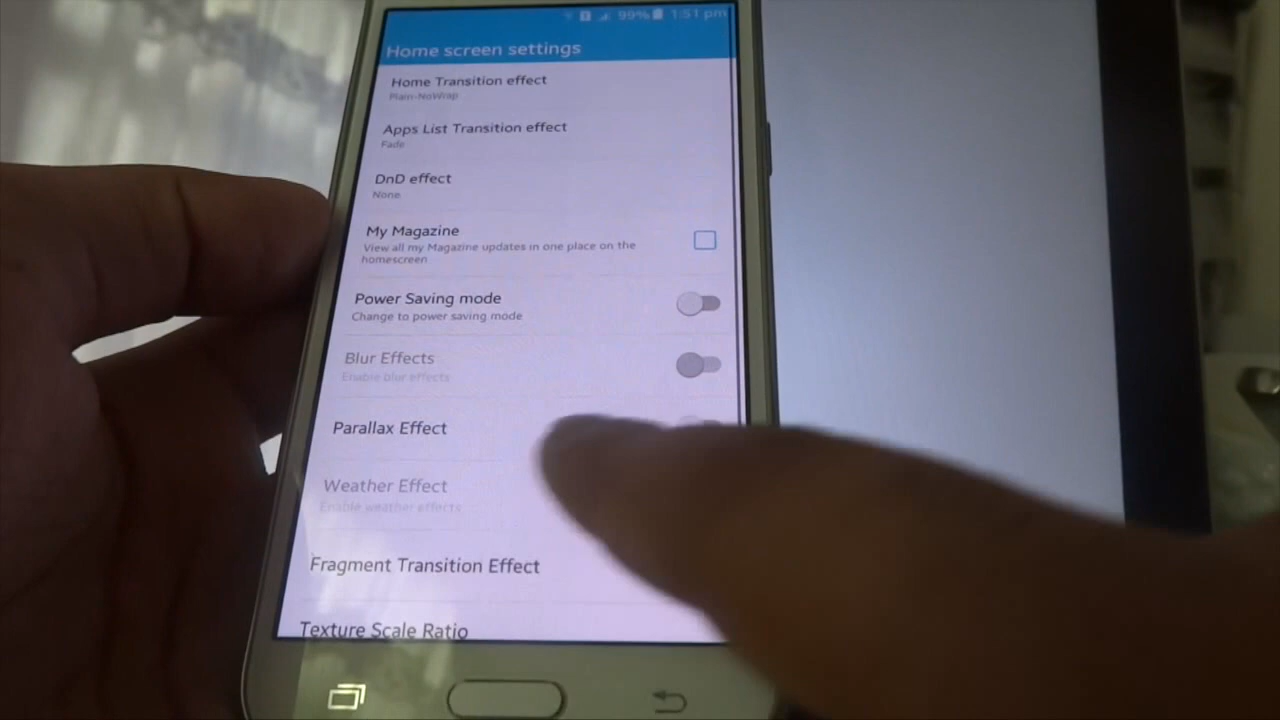 99% 1:51 pm
Home screen settings
Home Transition effect
Plain-NoWrap
Apps List Transition effect
Fade
DnD effect
None
My Magazine
View all my Magazine updates in one place on the
homescreen
Power Saving mode
Change to power saving mode
Blur Effects
Enable blur effects
Parallax Effect
Weather Effect
Enable weather effects
Fragment Transition Effect
Texture Scale Ratio